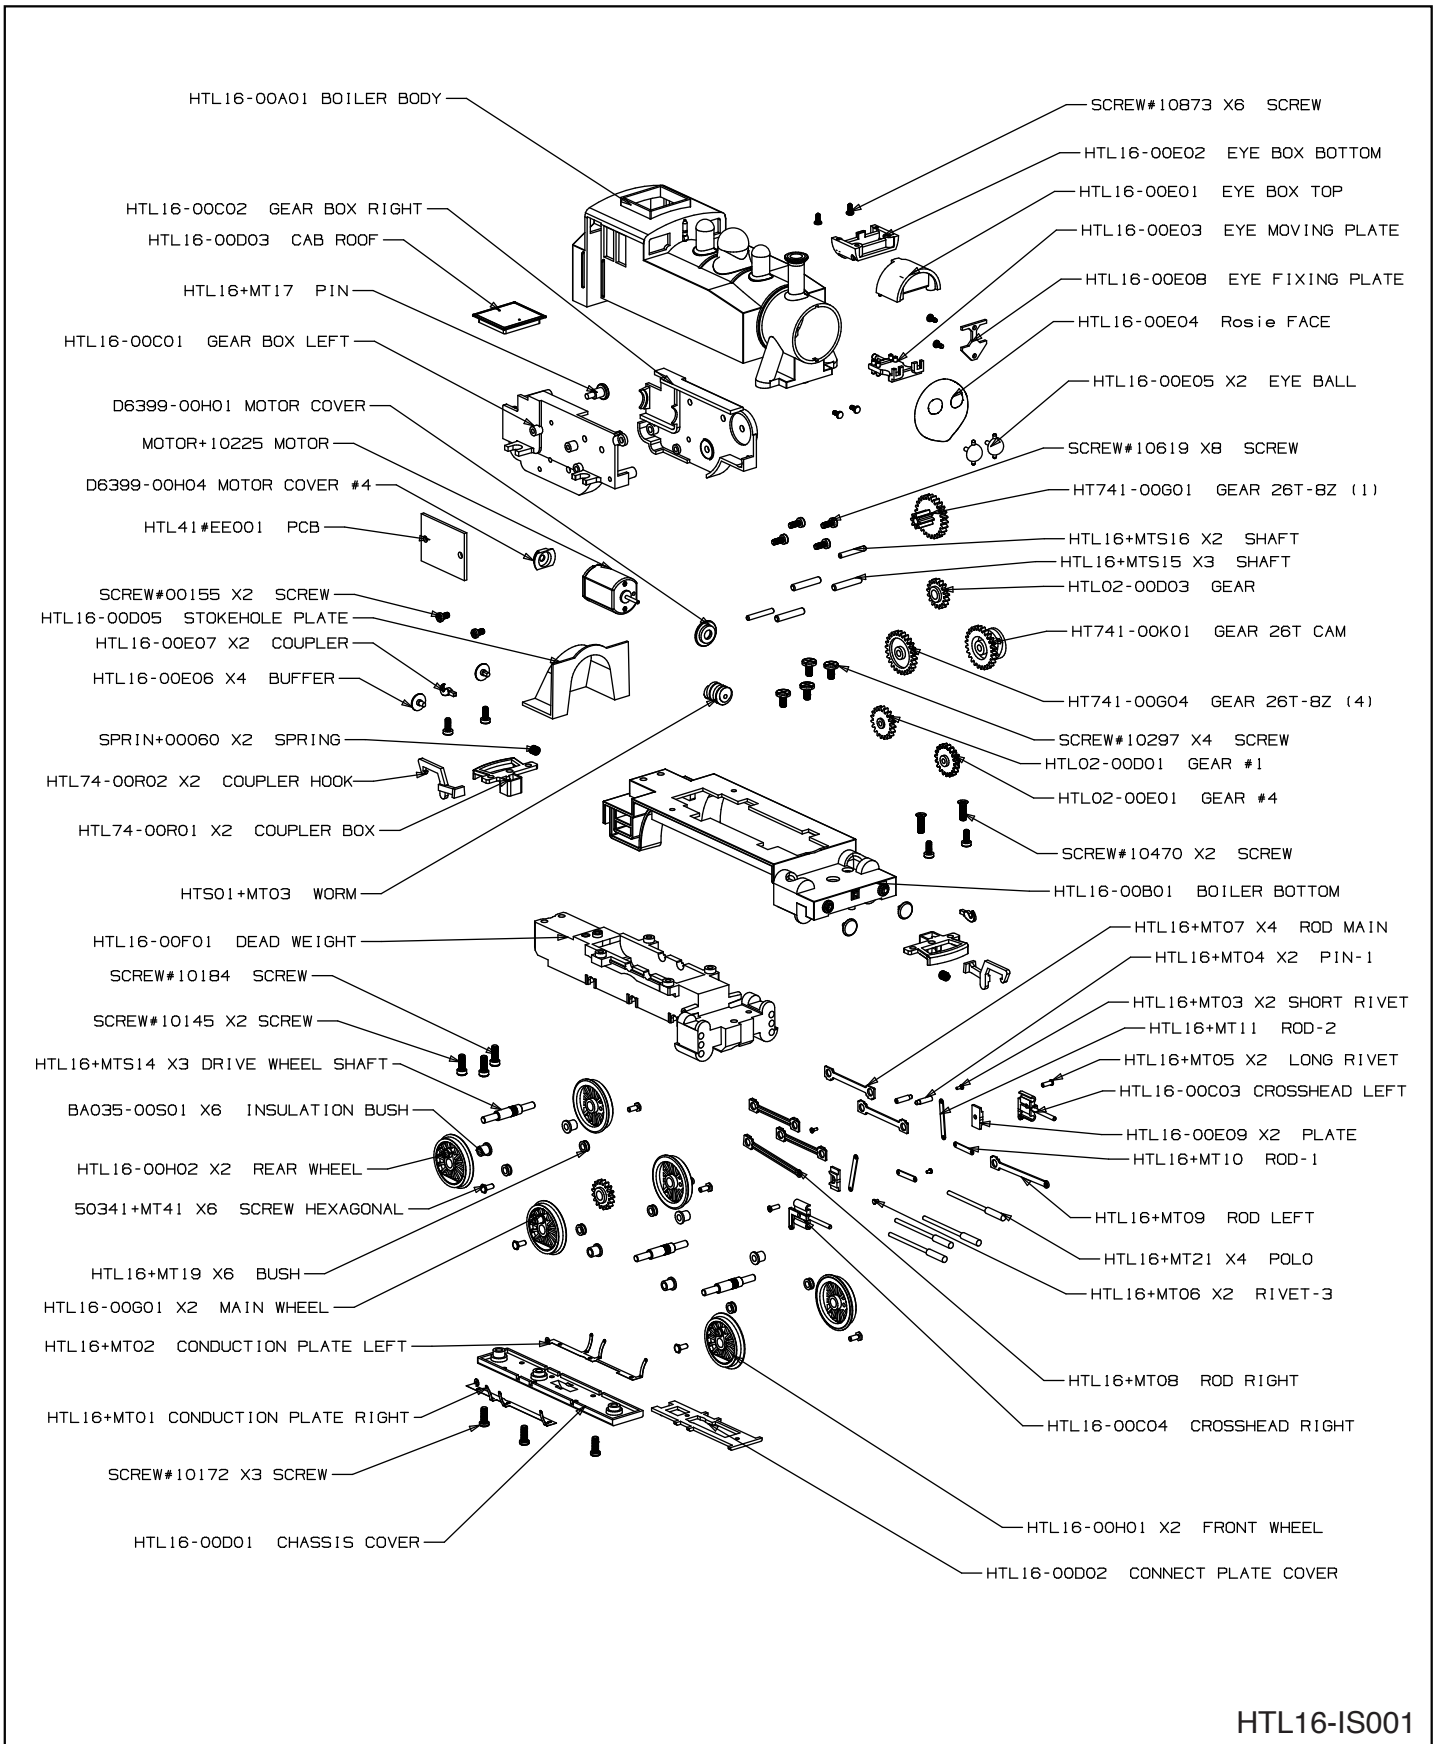 HTL16-00A01 BOILER BODY
HTL16-00C02 GEAR BOX RIGHT
HTL16-00D03 CAB ROOF
HTL16+MT17 PIN
HTL16-00C01 GEAR BOX LEFT
D6399-00H01 MOTOR COVER
MOTOR+10225 MOTOR
D6399-00H04 MOTOR COVER #4
HTL41#EE001 PCB
SCREW#00155 X2 SCREW
HTL16-00D05 STOKEHOLE PLATE
HTL16-00E07 X2 COUPLER
HTL16-00E06 X4 BUFFER
SPRIN+00060 X2 SPRING
HTL74-00R02 X2 COUPLER HOOK
HTL74-00R01 X2 COUPLER BOX
HTS01+MT03 WORM
HTL16-00F01 DEAD WEIGHT
SCREW#10184 SCREW
SCREW#10145 X2 SCREW
HTL16+MTS14 X3 DRIVE WHEEL SHAFT
BA035-00S01 X6 INSULATION BUSH
HTL16-00H02 X2 REAR WHEEL
50341+MT41 X6 SCREW HEXAGONAL
HTL16+MT19 X6 BUSH
HTL16-00G01 X2 MAIN WHEEL
HTL16+MT02 CONDUCTION PLATE LEFT
HTL16+MT01 CONDUCTION PLATE RIGHT
SCREW#10172 X3 SCREW
HTL16-00D01 CHASSIS COVER
SCREW#10873 X6 SCREW
HTL16-00E02 EYE BOX BOTTOM
HTL16-00E01 EYE BOX TOP
HTL16-00E03 EYE MOVING PLATE
HTL16-00E08 EYE FIXING PLATE
HTL16-00E04 Rosie FACE
HTL16-00E05 X2 EYE BALL
SCREW#10619 X8 SCREW
HT741-00G01 GEAR 26T-8Z (1)
HTL16+MTS16 X2 SHAFT
HTL16+MTS15 X3 SHAFT
HTL02-00D03 GEAR
HT741-00K01 GEAR 26T CAM
HT741-00G04 GEAR 26T-8Z (4)
SCREW#10297 X4 SCREW
HTL02-00D01 GEAR #1
HTL02-00E01 GEAR #4
SCREW#10470 X2 SCREW
HTL16-00B01 BOILER BOTTOM
HTL16+MT07 X4 ROD MAIN
HTL16+MT04 X2 PIN-1
HTL16+MT03 X2 SHORT RIVET
HTL16+MT11 ROD-2
HTL16+MT05 X2 LONG RIVET
HTL16-00C03 CROSSHEAD LEFT
HTL16-00E09 X2 PLATE
HTL16+MT10 ROD-1
HTL16+MT09 ROD LEFT
HTL16+MT21 X4 POLO
HTL16+MT06 X2 RIVET-3
HTL16+MT08 ROD RIGHT
HTL16-00C04 CROSSHEAD RIGHT
HTL16-00H01 X2 FRONT WHEEL
HTL16-00D02 CONNECT PLATE COVER
HTL16-IS001